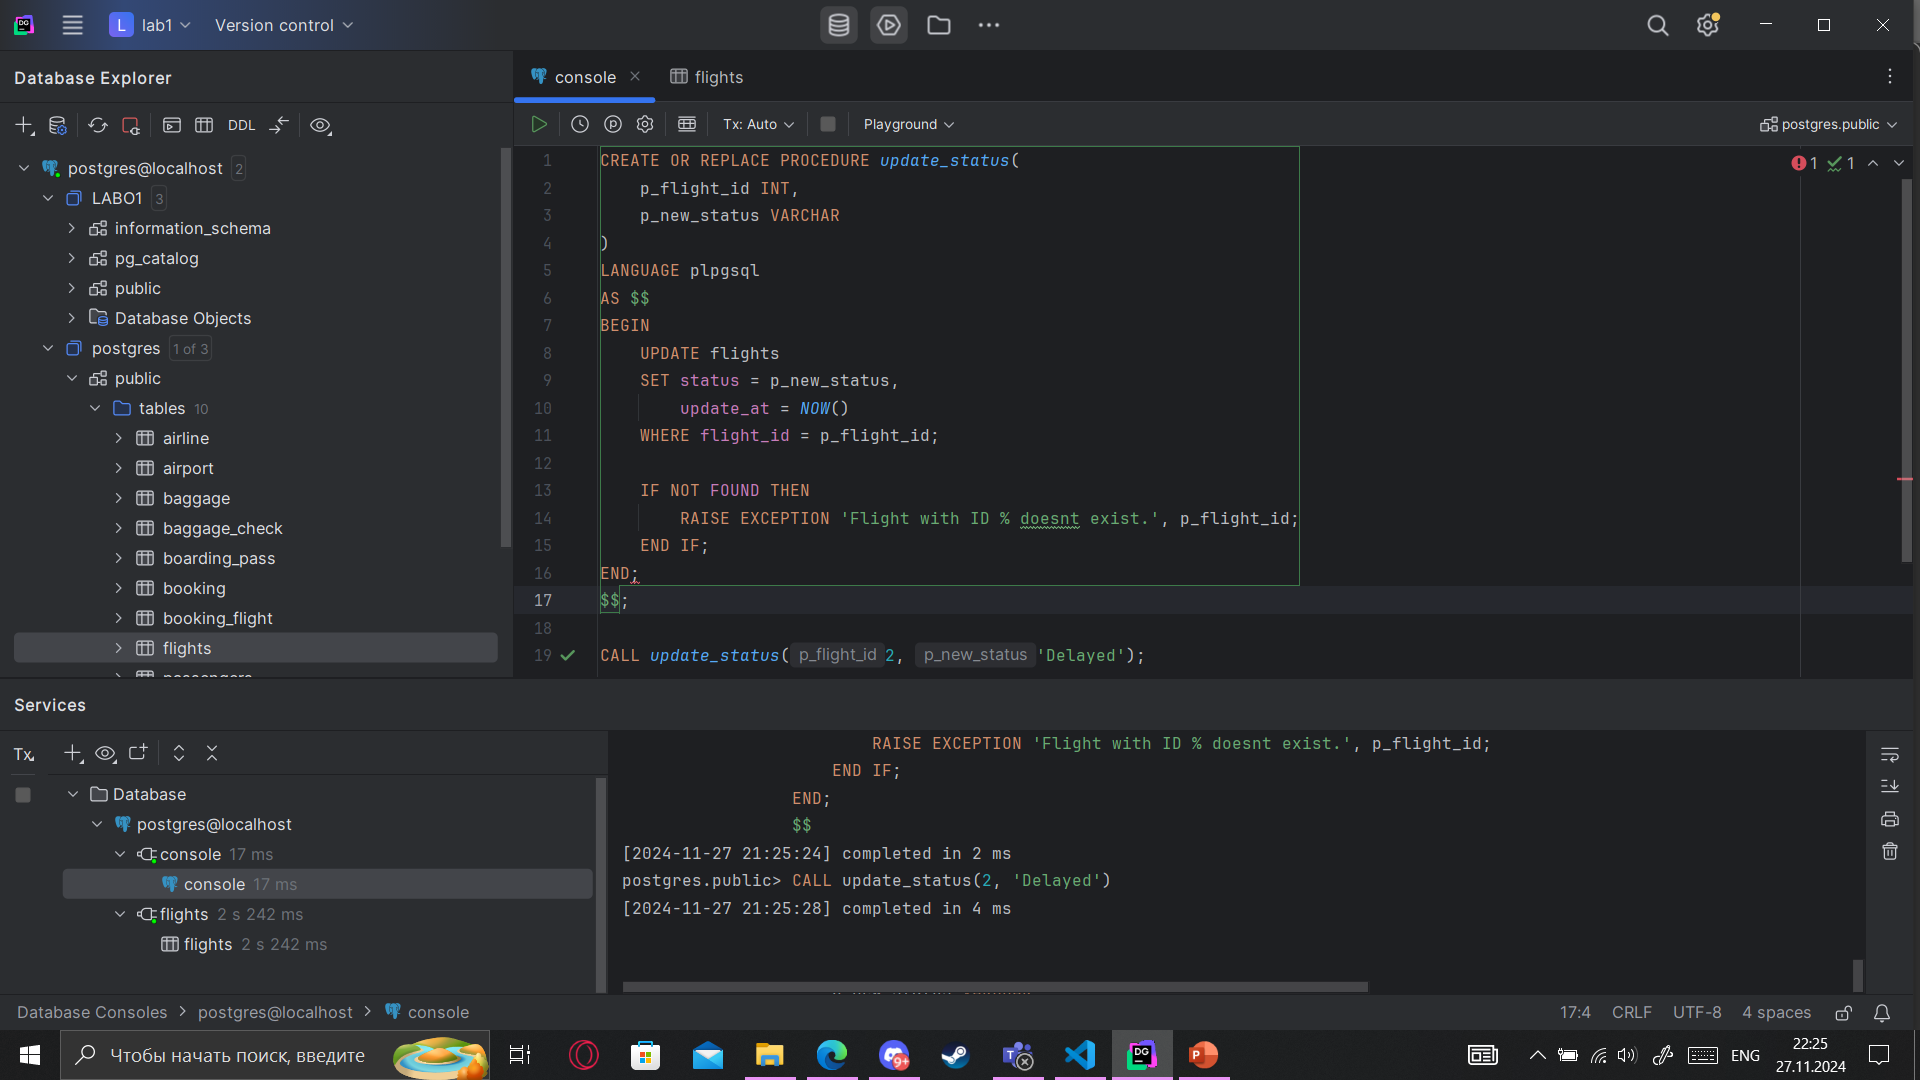 DG
L lab1 Version control
Database Explorer
console flights
DDL
Tx: Auto Playground postgres.public
postgres@localhost 2
LABO1 3
information_schema
pg_catalog
public
Database Objects
postgres 1 of 3
public
tables 10
airline
airport
baggage
baggage_check
boarding_pass
booking
booking_flight
flights
passengers
1 1
1 CREATE OR REPLACE PROCEDURE update_status(
2 p_flight_id INT,
3 p_new_status VARCHAR
4 )
5 LANGUAGE plpgsql
6 AS $$
7 BEGIN
8 UPDATE flights
9 SET status = p_new_status,
10 update_at = NOW()
11 WHERE flight_id = p_flight_id;
12
13 IF NOT FOUND THEN
14 RAISE EXCEPTION 'Flight with ID % doesnt exist.', p_flight_id;
15 END IF;
16 END;
17 $$;
18
19 CALL update_status( p_flight_id 2, p_new_status 'Delayed');
Services
Tx
Database
postgres@localhost
console 17 ms
console 17 ms
flights 2 s 242 ms
flights 2 s 242 ms
RAISE EXCEPTION 'Flight with ID % doesnt exist.', p_flight_id;
END IF;
END;
$$
[2024-11-27 21:25:24] completed in 2 ms
postgres.public> CALL update_status(2, 'Delayed')
[2024-11-27 21:25:28] completed in 4 ms
Database Consoles > postgres@localhost > console
17:4 CRLF UTF-8 4 spaces
Чтобы начать поиск, введите
9+
DG
P
ENG
22:25
27.11.2024